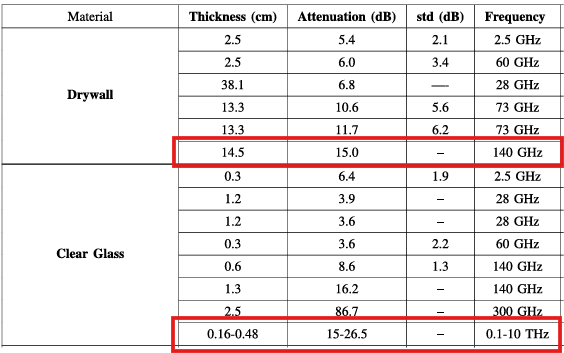 Material Thickness (cm) Attenuation (dB) std (dB) Frequency
2.5 5.4 2.1 2.5 GHz
2.5 6.0 3.4 60 GHz
38.1 6.8 — 28 GHz
Drywall
13.3 10.6 5.6 73 GHz
13.3 11.7 6.2 73 GHz
14.5 15.0 – 140 GHz
0.3 6.4 1.9 2.5 GHz
1.2 3.9 – 28 GHz
1.2 3.6 – 28 GHz
0.3 3.6 2.2 60 GHz
Clear Glass
0.6 8.6 1.3 140 GHz
1.3 16.2 – 140 GHz
2.5 86.7 – 300 GHz
0.16-0.48 15-26.5 – 0.1-10 THz